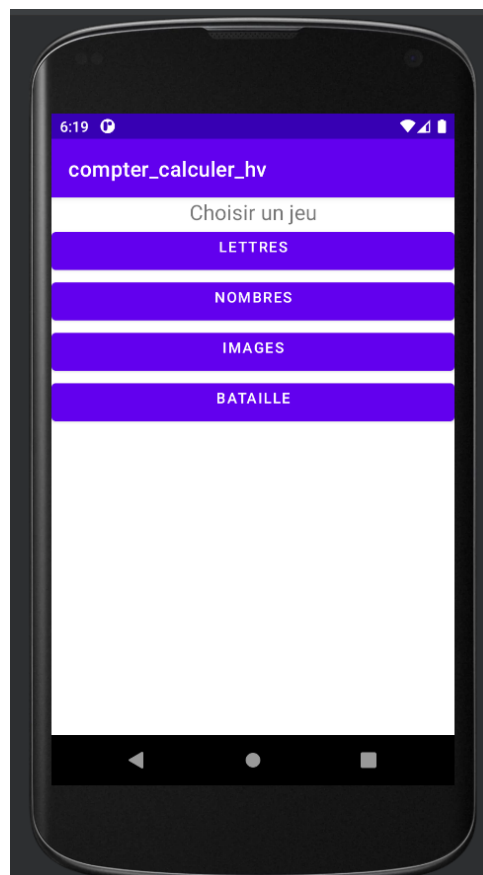 6:19
compter_calculer_hv
Choisir un jeu
LETTRES
NOMBRES
IMAGES
BATAILLE